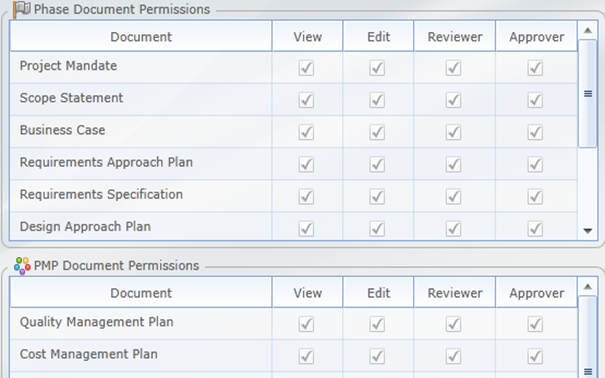 Phase Document Permissions
Document View Edit Reviewer Approver
Project Mandate
Scope Statement
Business Case
Requirements Approach Plan
Requirements Specification
Design Approach Plan
PMP Document Permissions
Document View Edit Reviewer Approver
Quality Management Plan
Cost Management Plan